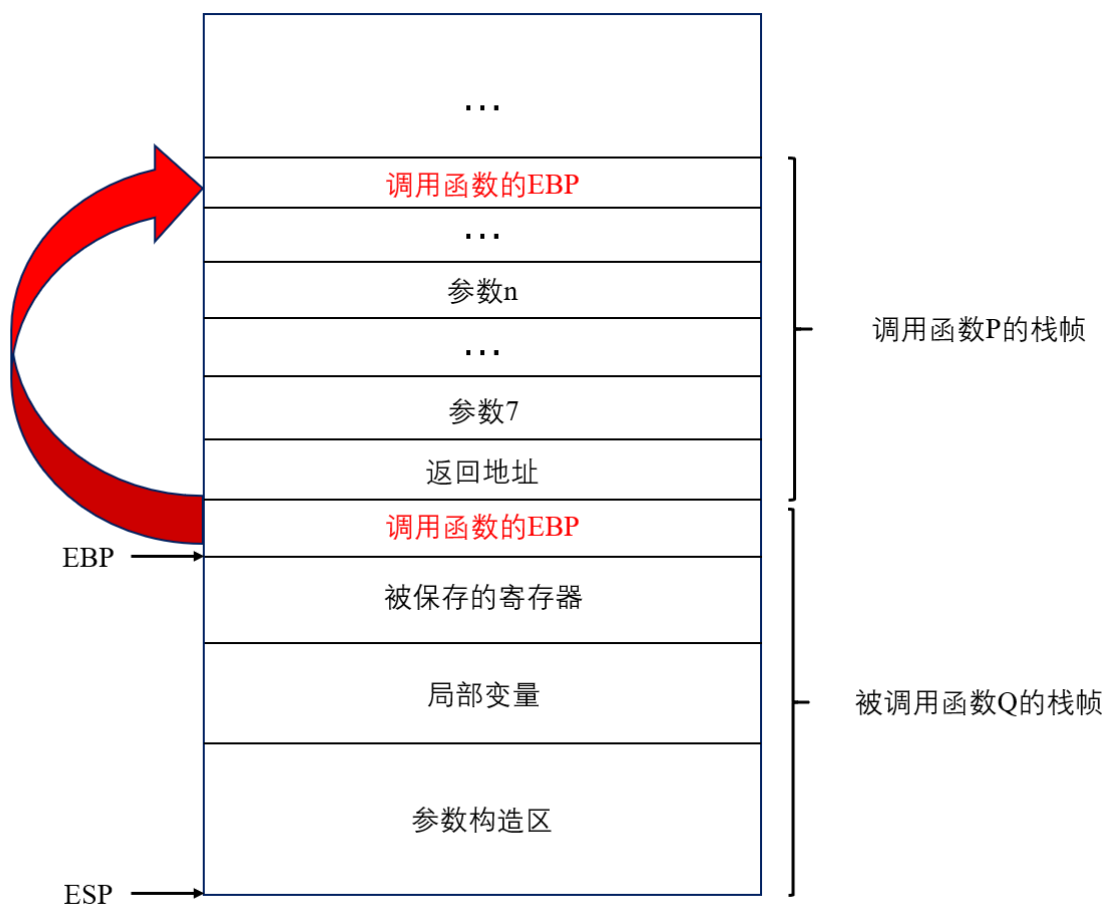 ...
调用函数的EBP
...
参数n
...
调用函数P的栈帧
参数7
返回地址
调用函数的EBP
EBP
被保存的寄存器
局部变量
被调用函数Q的栈帧
参数构造区
ESP